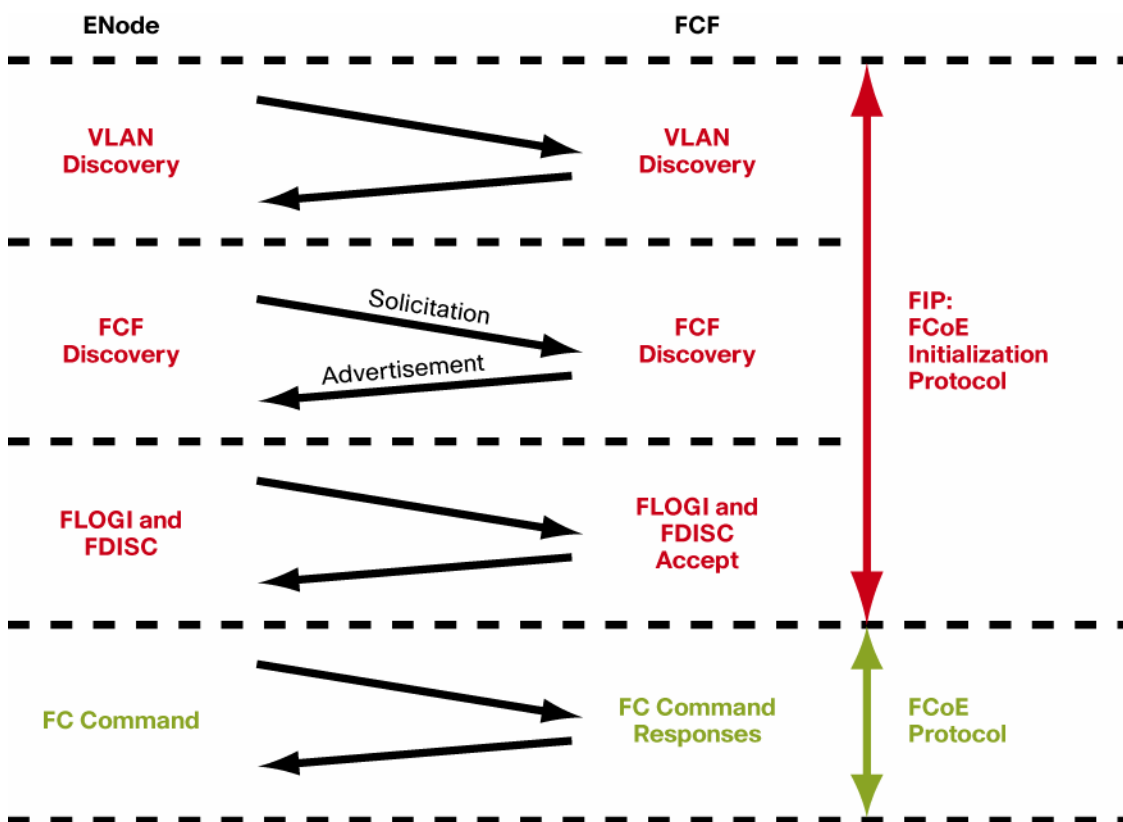 ENode
FCF
VLAN
Discovery
VLAN
Discovery
FCF
Discovery
Solicitation
Advertisement
FCF
Discovery
FIP:
FCoE
Initialization
Protocol
FLOGI and
FDISC
FLOGI and
FDISC
Accept
FC Command
FC Command
Responses
FCoE
Protocol